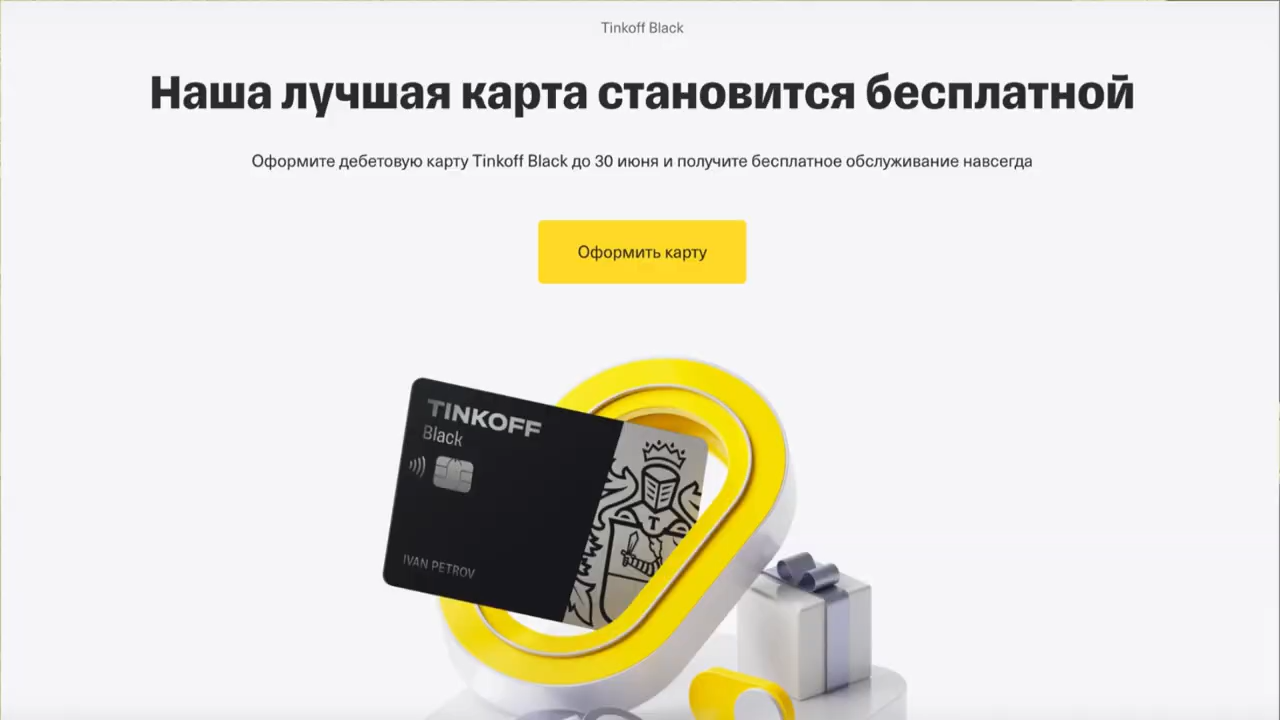 Tinkoff Black
Наша лучшая карта становится бесплатной
Оформите дебетовую карту Tinkoff Black до 30 июня и получите бесплатное обслуживание навсегда
Оформить карту
TINKOFF
Black
T
IVAN PETROV